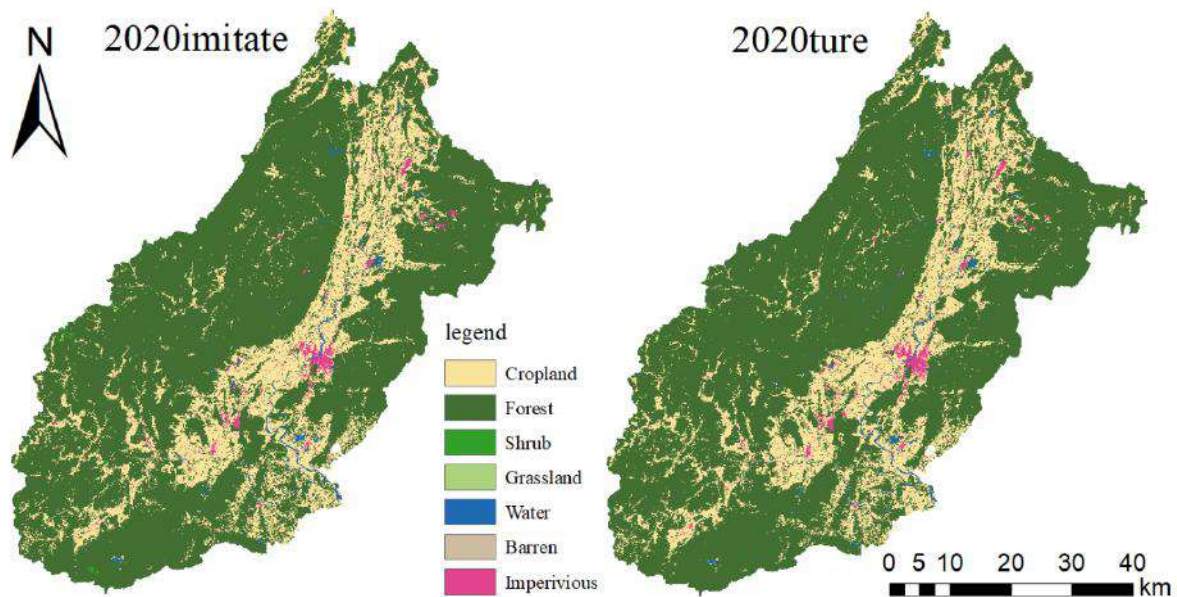 N
2020imitate
2020ture
legend
Cropland
Forest
Shrub
Grassland
Water
Barren
Imperivious
0 5 10 20 30 40
km